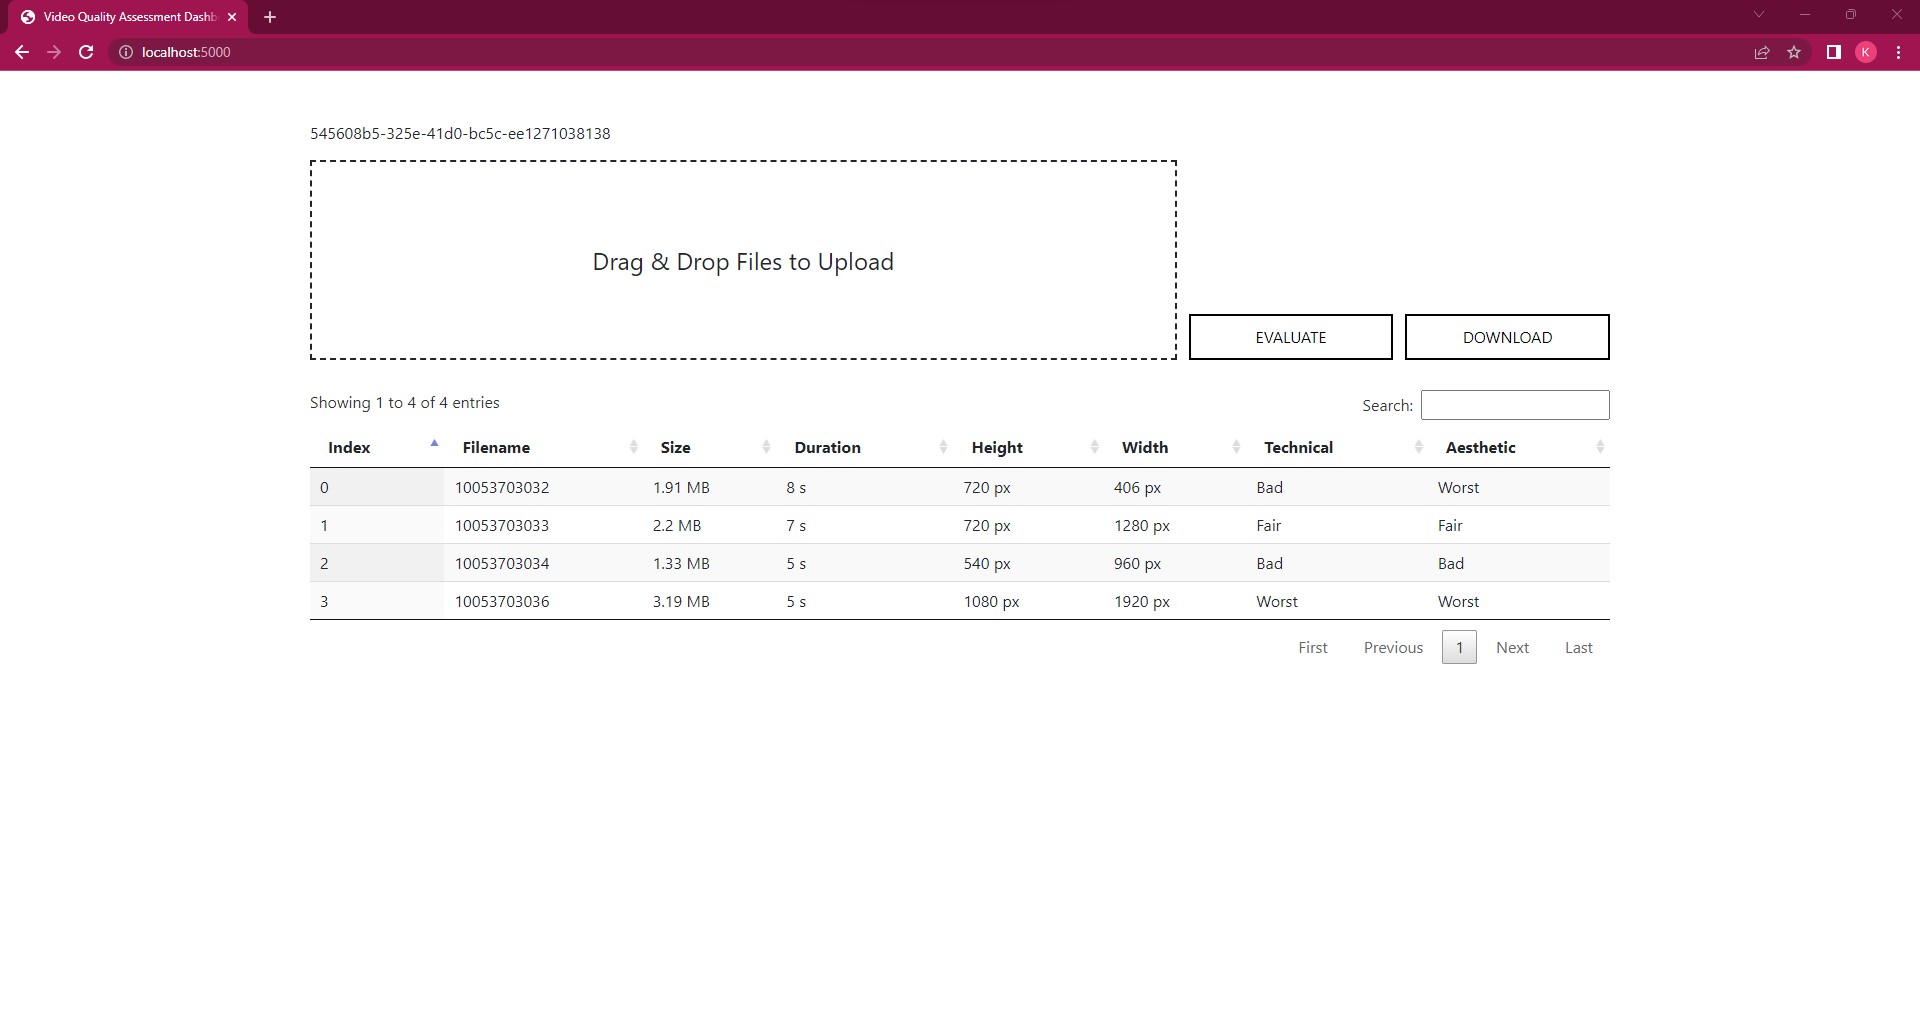 Video Quality Assessment Dashb
localhost:5000
K
545608b5-325e-41d0-bc5c-ee1271038138
Drag & Drop Files to Upload
EVALUATE DOWNLOAD
Showing 1 to 4 of 4 entries Search:
Index Filename Size Duration Height Width Technical Aesthetic
0 10053703032 1.91 MB 8 s 720 px 406 px Bad Worst
1 10053703033 2.2 MB 7 s 720 px 1280 px Fair Fair
2 10053703034 1.33 MB 5 s 540 px 960 px Bad Bad
3 10053703036 3.19 MB 5 s 1080 px 1920 px Worst Worst
First Previous 1 Next Last